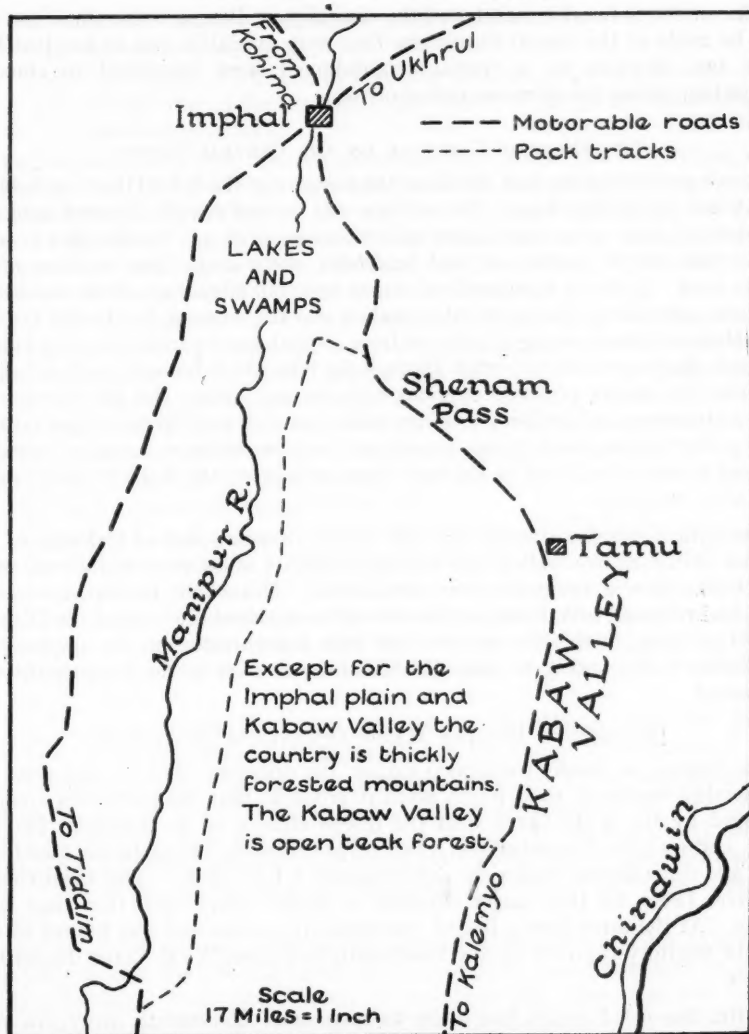 From
Kohima
To Ukhrul
Imphal
Motorable roads
Pack tracks
LAKES
AND
SWAMPS
Shenam
Pass
Manipur R.
Tamu
KABAW
VALLEY
Except for the
Imphal plain and
Kabaw Valley the
country is thickly
forested mountains.
The Kabaw valley
is open teak forest.
To Tiddim
To Kalemyo
Chindwin
Scale
17 Miles = 1 Inch